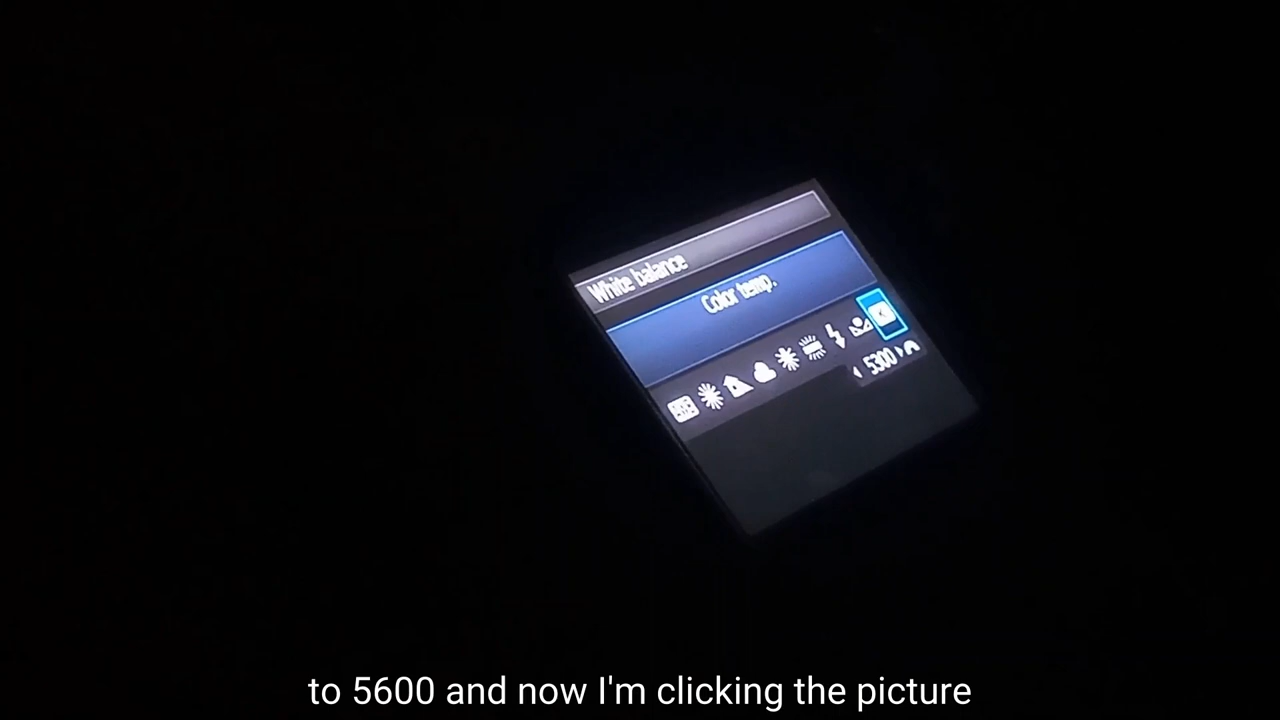 White balance
Color temp.
5300
to 5600 and now I'm clicking the picture